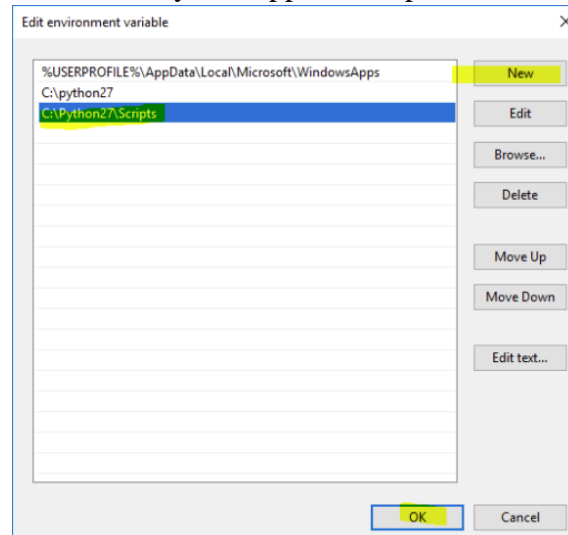 Edit environment variable
%USERPROFILE%\AppData\Local\Microsoft\WindowsApps
C:\python27
C:\Python27\Scripts
New
Edit
Browse...
Delete
Move Up
Move Down
Edit text...
OK
Cancel